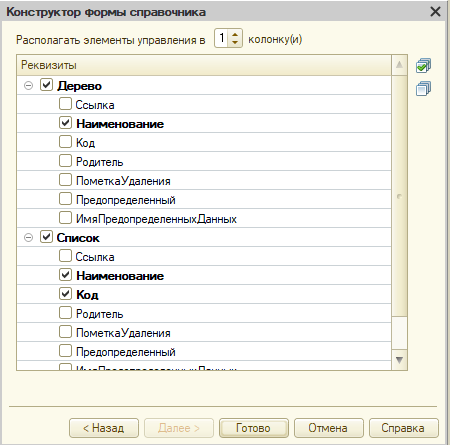 Конструктор формы справочника
Располагать элементы управления в 1 колонку(и)
Реквизиты
Дерево
Ссылка
Наименование
Код
Родитель
ПометкаУдаления
Предопределенный
ИмяПредопределенныхДанных
Список
Ссылка
Наименование
Код
Родитель
ПометкаУдаления
Предопределенный
ИмяПредопределенныхДанных
< Назад Далее > Готово Отмена Справка